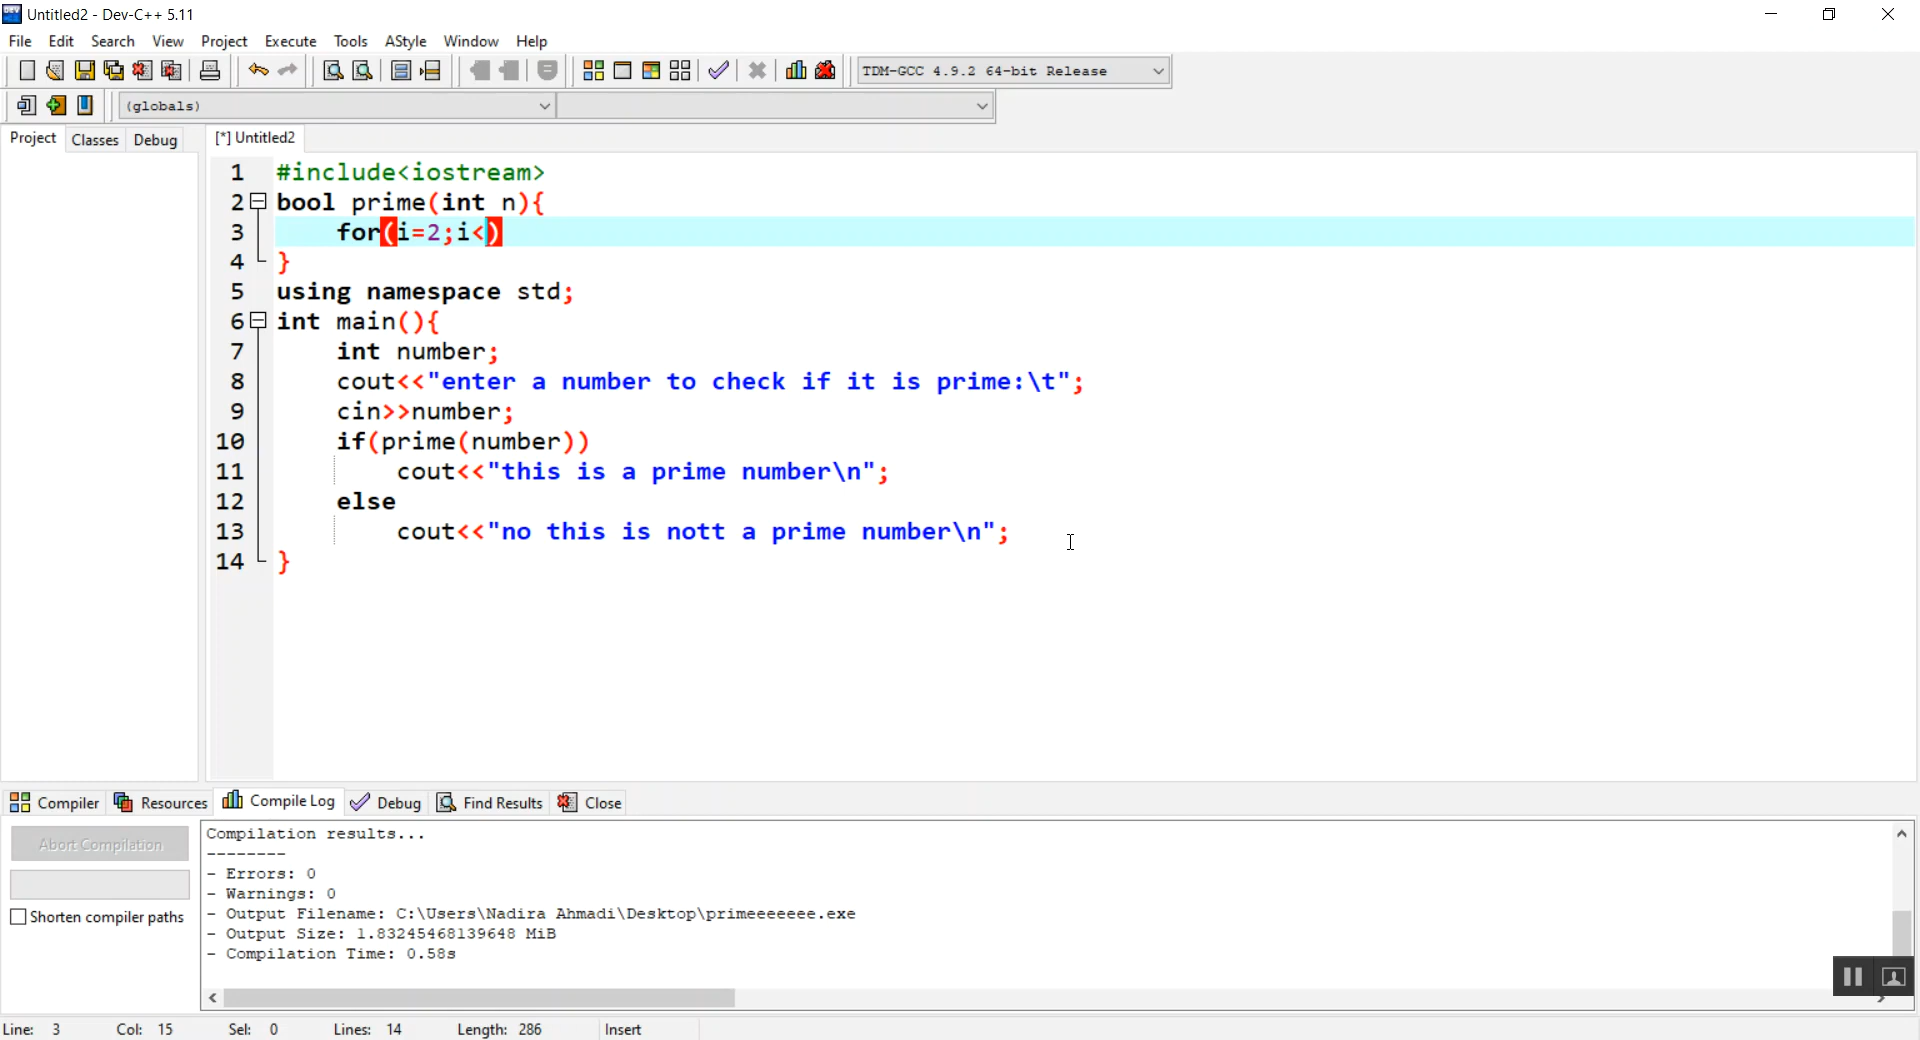 Untitled2 - Dev-C++ 5.11
File Edit Search View Project Execute Tools AStyle Window Help
TDM-GCC 4.9.2 64-bit Release
(globals)
Project Classes Debug [*] Untitled2
1 #include<iostream>
2 bool prime(int n){
3 for(i=2;i<)
4 }
5 using namespace std;
6 int main(){
7 int number;
8 cout<<"enter a number to check if it is prime:\t";
9 cin>>number;
10 if(prime(number))
11 cout<<"this is a prime number\n";
12 else
13 cout<<"no this is nott a prime number\n";
14 }
Compiler Resources Compile Log Debug Find Results Close
Abort Compilation
Shorten compiler paths
Compilation results...
--------
- Errors: 0
- Warnings: 0
- Output Filename: C:\Users\Nadira Ahmadi\Desktop\primeeeeeee.exe
- Output Size: 1.83245468139648 MiB
- Compilation Time: 0.58s
Line: 3 Col: 15 Sel: 0 Lines: 14 Length: 286 Insert